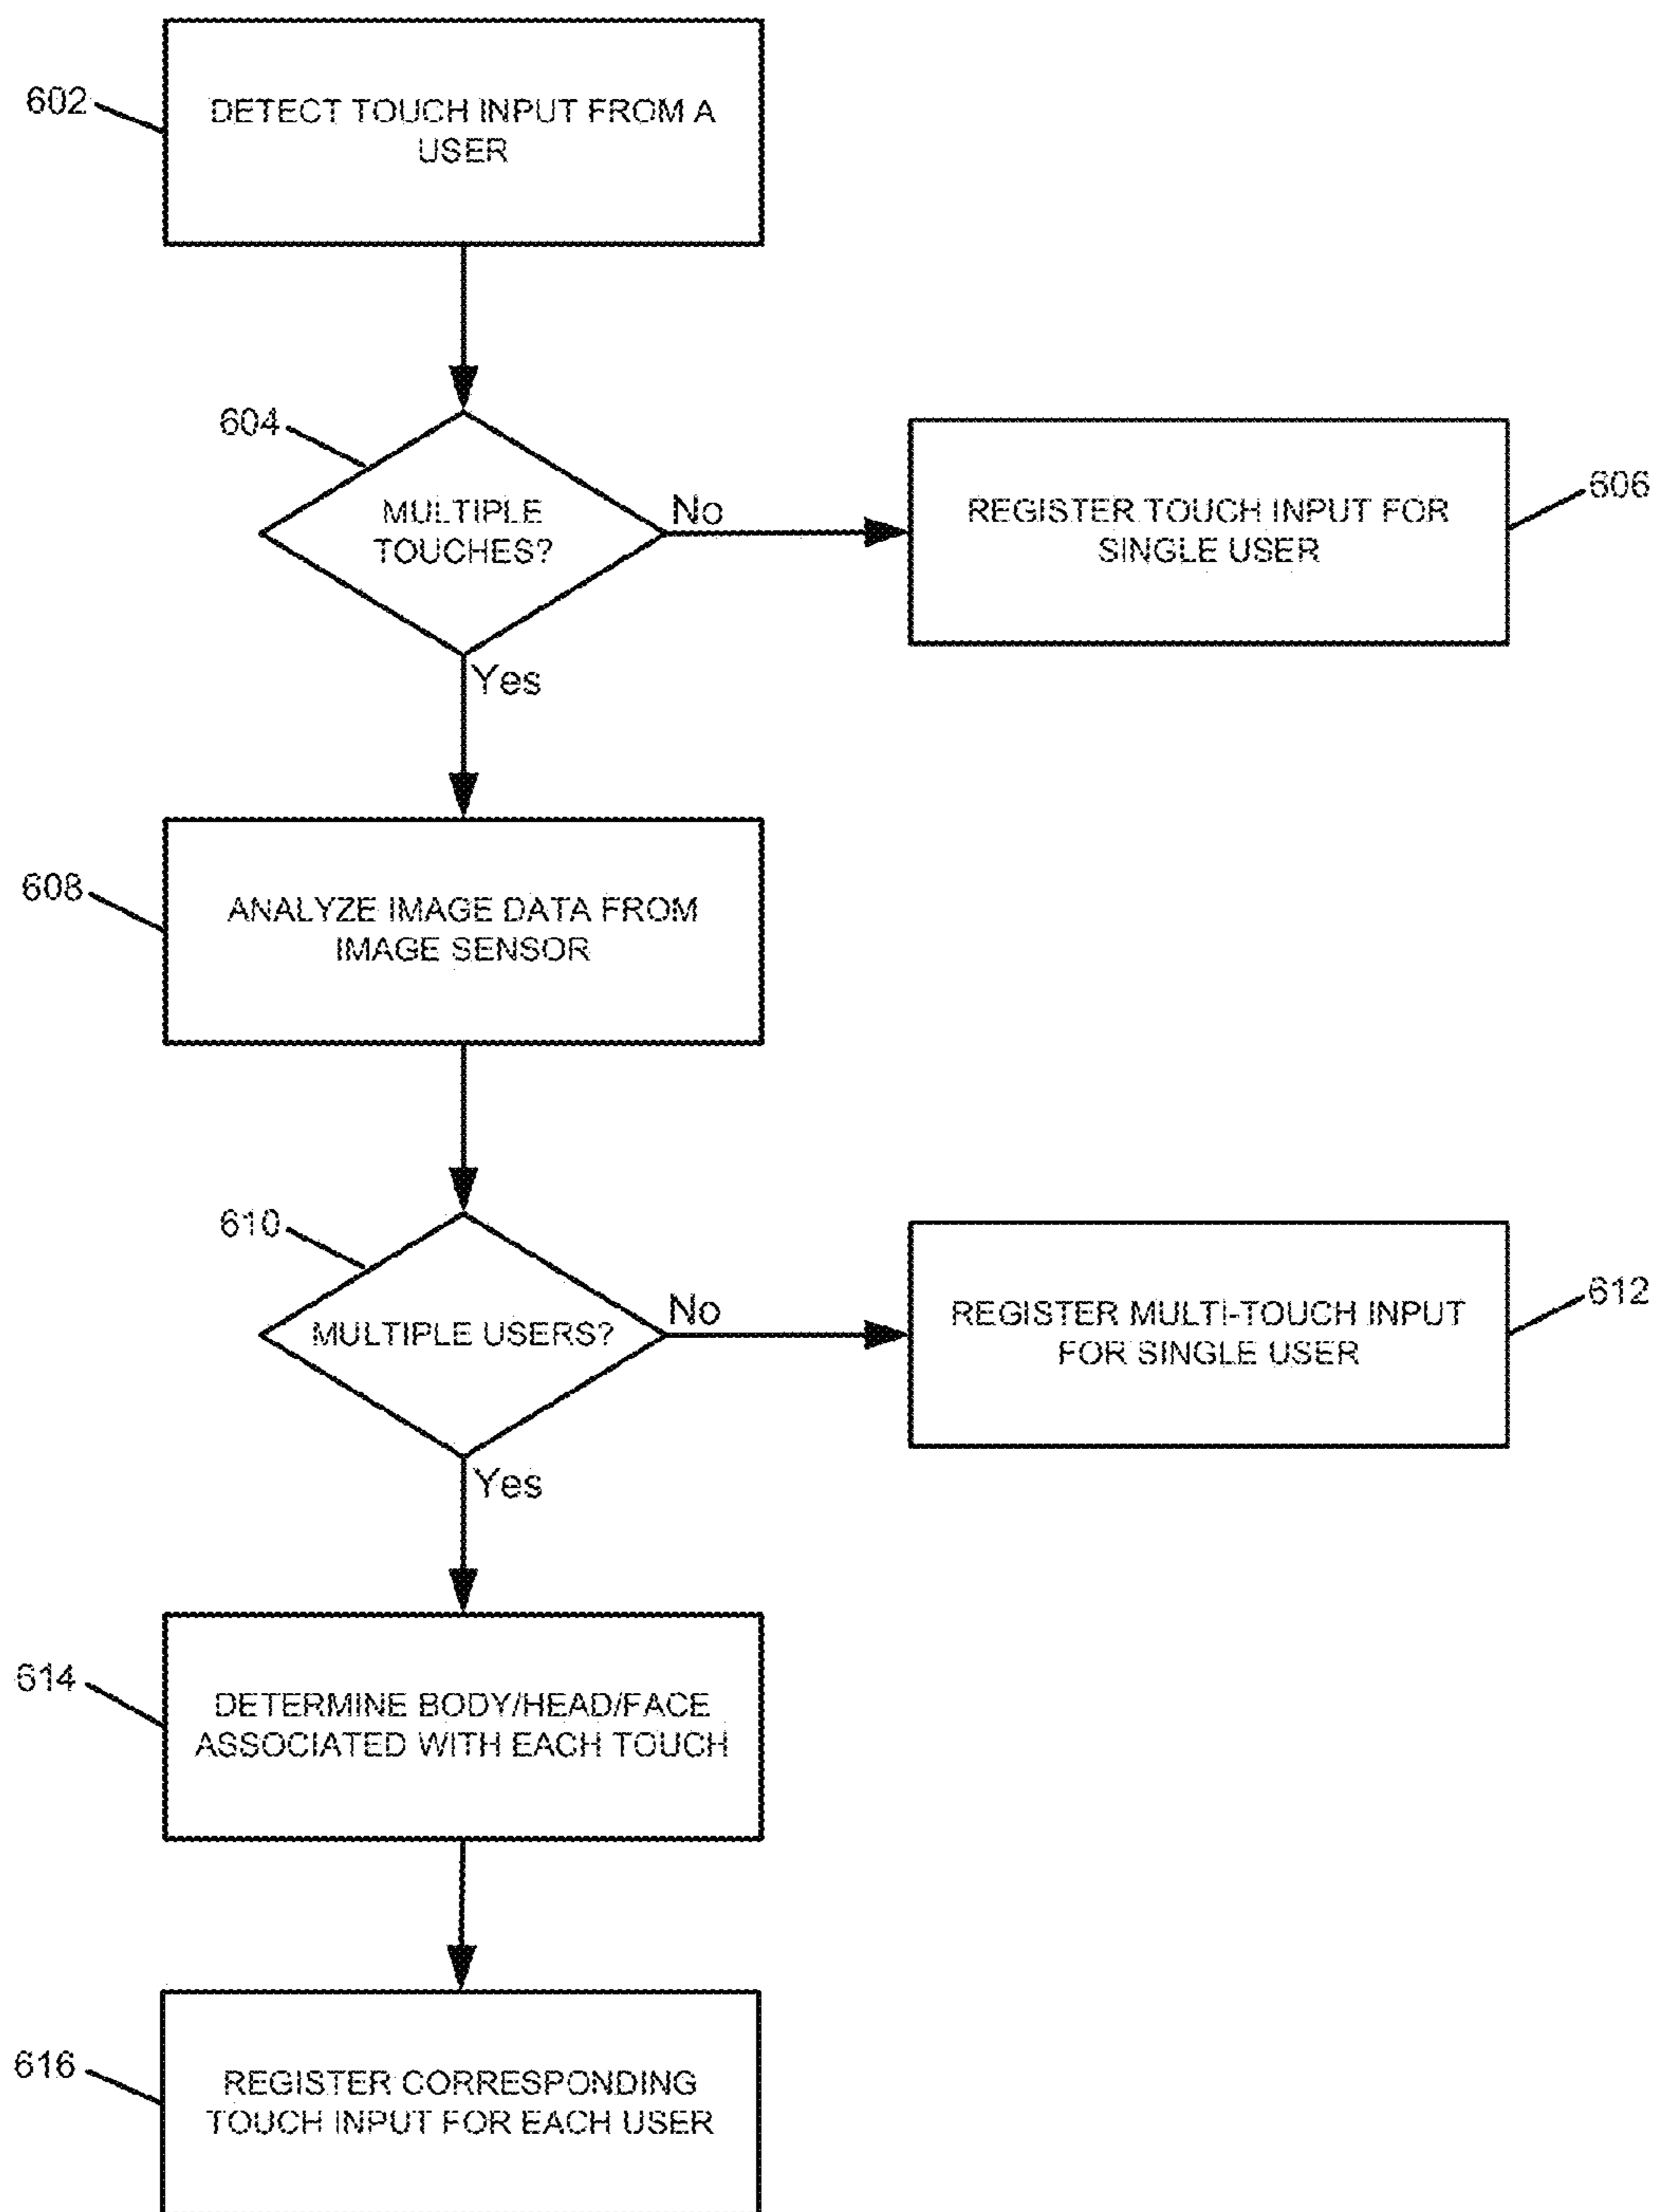 602
DETECT TOUCH INPUT FROM A
USER
604
MULTIPLE
TOUCHES?
No
REGISTER TOUCH INPUT FOR
SINGLE USER
606
Yes
608
ANALYZE IMAGE DATA FROM
IMAGE SENSOR
610
MULTIPLE USERS?
No
REGISTER MULTI-TOUCH INPUT
FOR SINGLE USER
612
Yes
614
DETERMINE BODY/HEAD/FACE
ASSOCIATED WITH EACH TOUCH
616
REGISTER CORRESPONDING
TOUCH INPUT FOR EACH USER